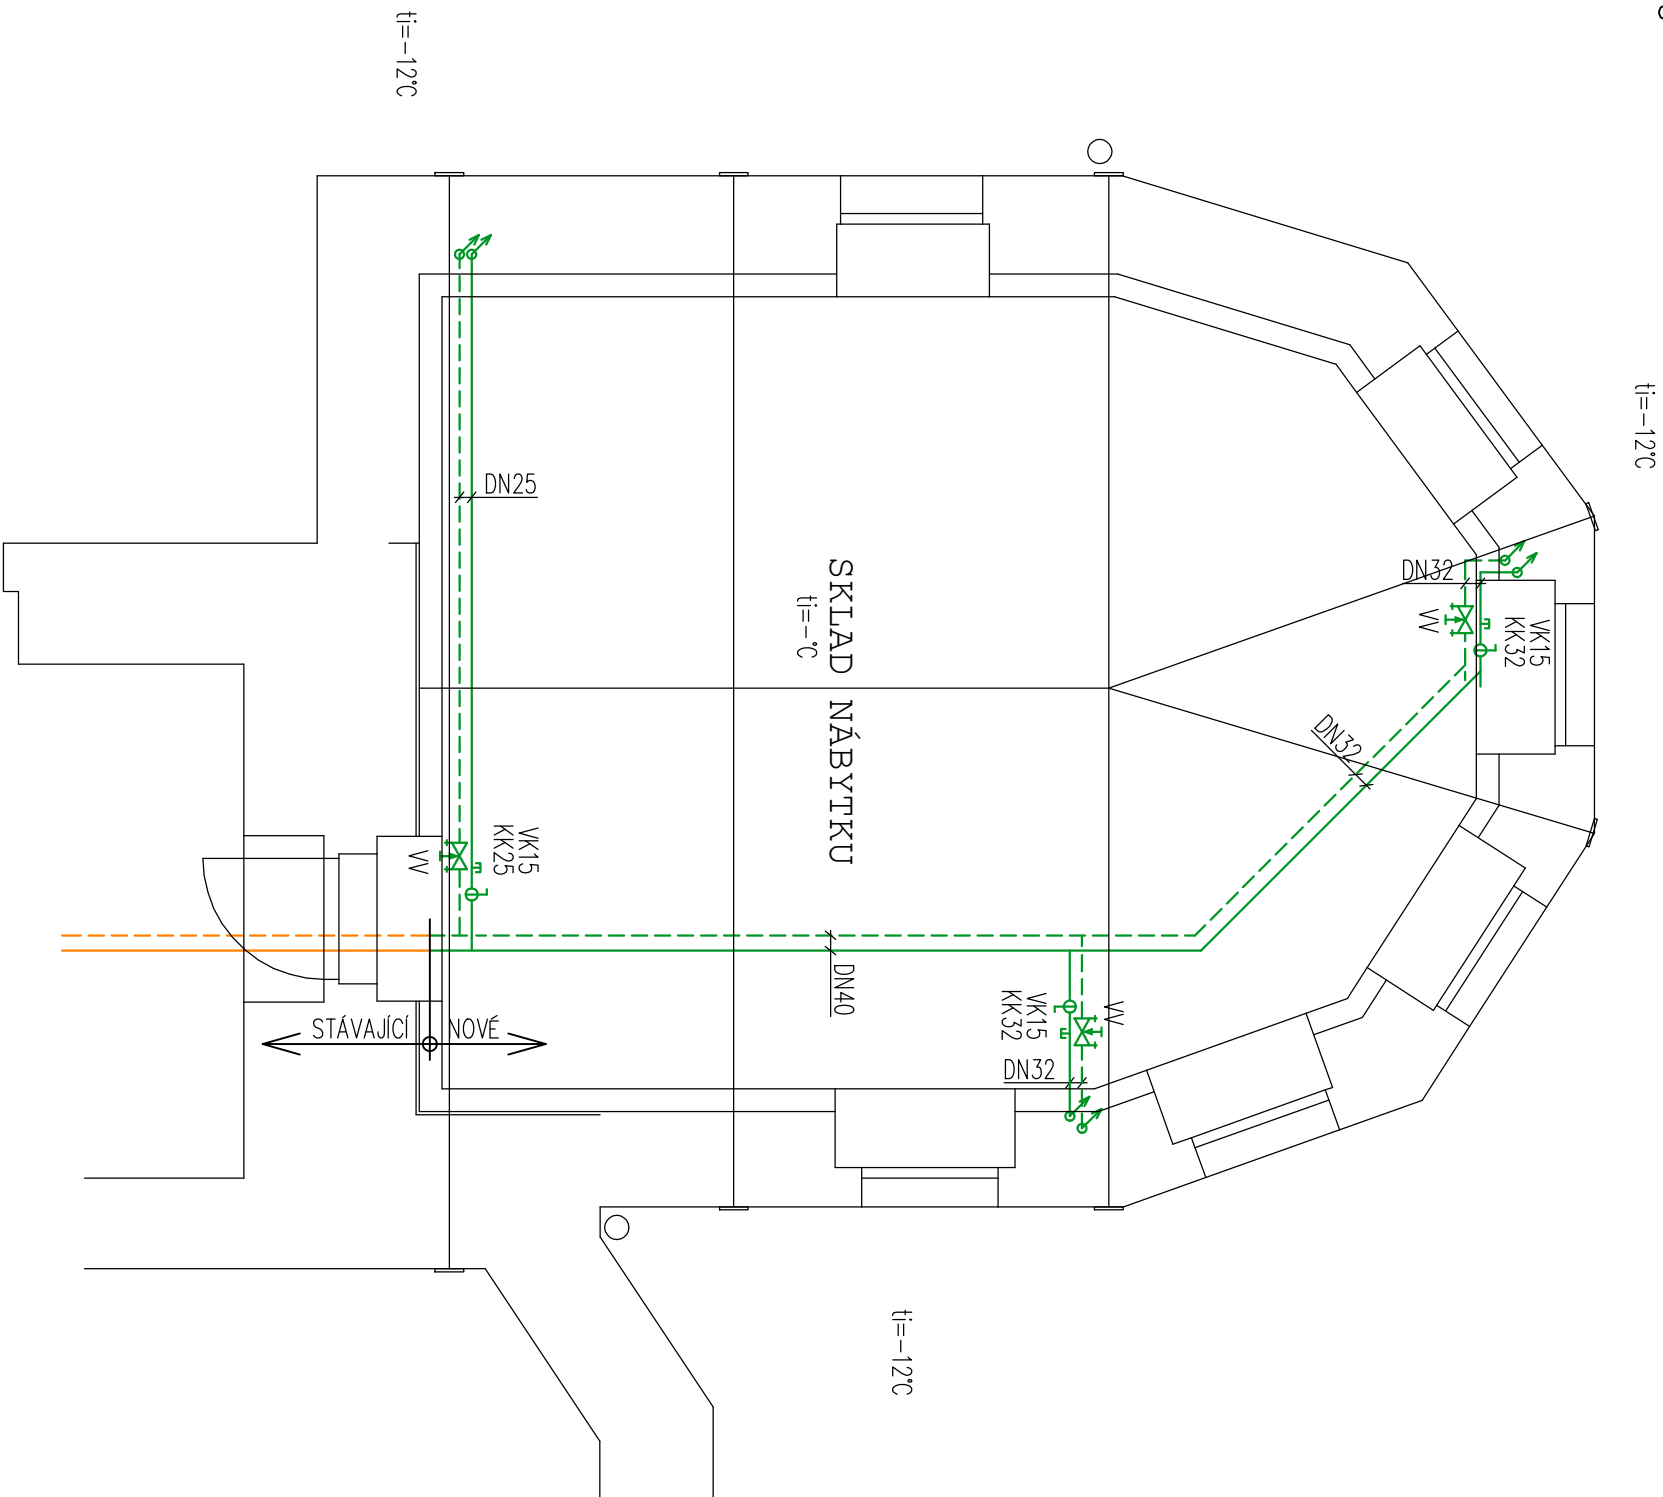 ti=-12°C
ti=-12°C
DN25
SKLAD NÁBYTKU
ti=-°C
DN32
VV
VK15
KK32
DN32
VK15
KK25
VV
DN40
VV
VK15
KK32
STÁVAJÍCÍ
NOVÉ
DN32
ti=-12°C